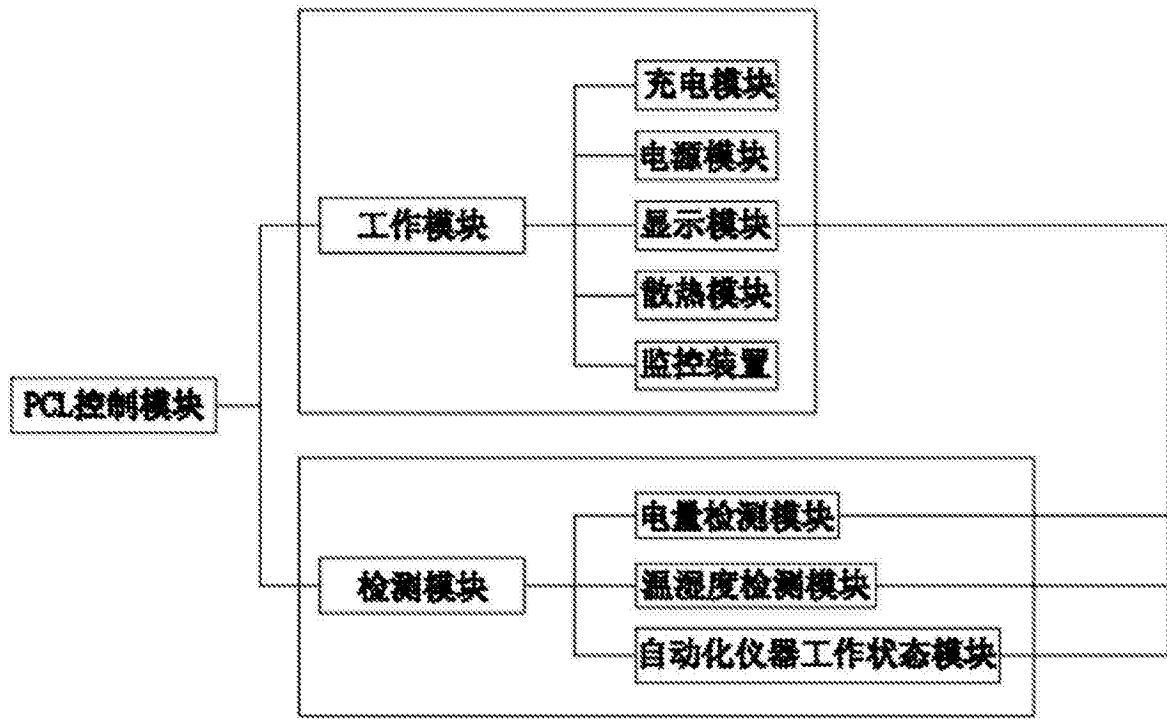 充电模块
电源模块
工作模块
显示模块
散热模块
监控装置
PCL控制模块
电量检测模块
检测模块
温湿度检测模块
自动化仪器工作状态模块